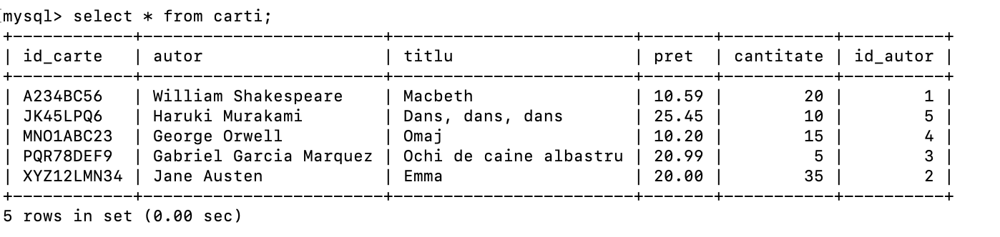 mysql> select * from carti;
+------------+------------------------+------------------------+-------+-----------+----------+
| id_carte   | autor                  | titlu                  | pret  | cantitate | id_autor |
+------------+------------------------+------------------------+-------+-----------+----------+
| A234BC56   | William Shakespeare    | Macbeth                | 10.59 |        20 |        1 |
| JK45LPQ6   | Haruki Murakami        | Dans, dans, dans       | 25.45 |        10 |        5 |
| MNO1ABC23  | George Orwell          | Omaj                   | 10.20 |        15 |        4 |
| PQR78DEF9  | Gabriel Garcia Marquez | Ochi de caine albastru | 20.99 |         5 |        3 |
| XYZ12LMN34 | Jane Austen            | Emma                   | 20.00 |        35 |        2 |
+------------+------------------------+------------------------+-------+-----------+----------+
5 rows in set (0.00 sec)